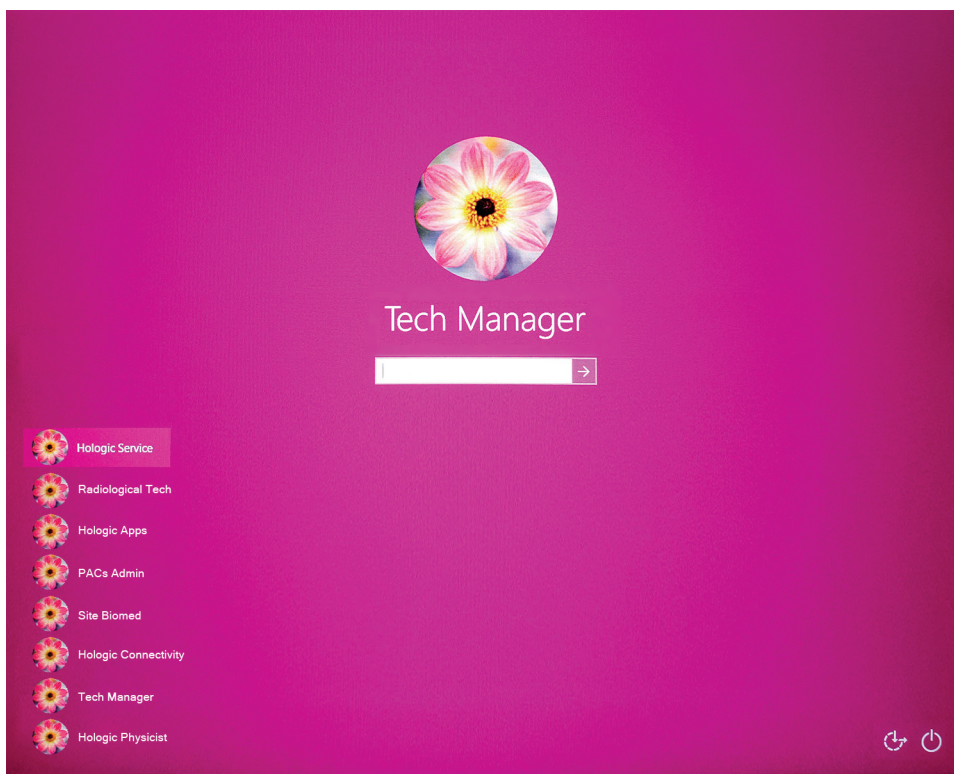 Tech Manager
Hologic Service
Radiological Tech
Hologic Apps
PACs Admin
Site Biomed
Hologic Connectivity
Tech Manager
Hologic Physicist